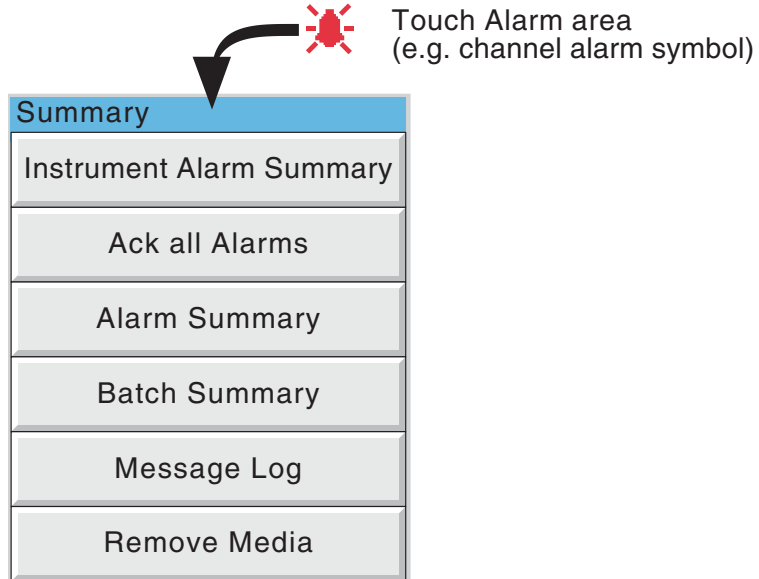 Touch Alarm area
(e.g. channel alarm symbol)
Summary
Instrument Alarm Summary
Ack all Alarms
Alarm Summary
Batch Summary
Message Log
Remove Media